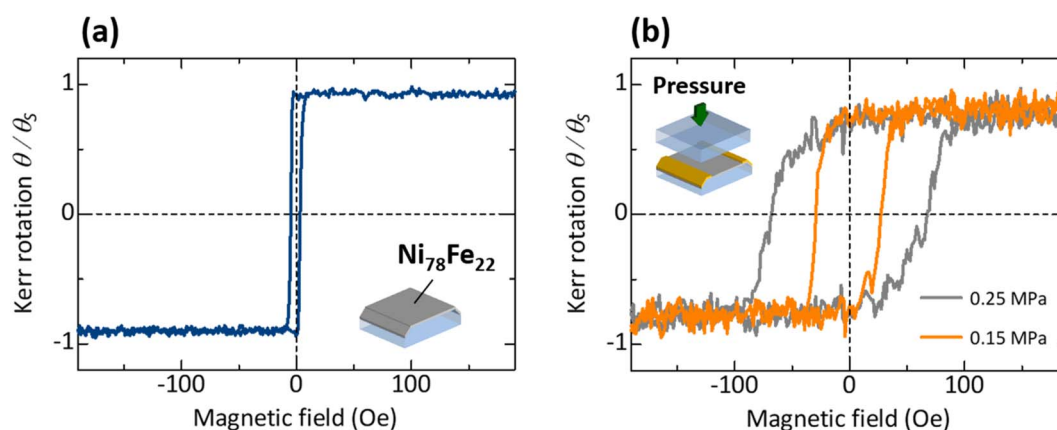 (a)
Kerr rotation θ/θS
1
0
-1
-100
0
100
Magnetic field (Oe)
Ni78Fe22
(b)
Kerr rotation θ/θS
1
0
-1
-100
0
100
Magnetic field (Oe)
Pressure
0.25 MPa
0.15 MPa